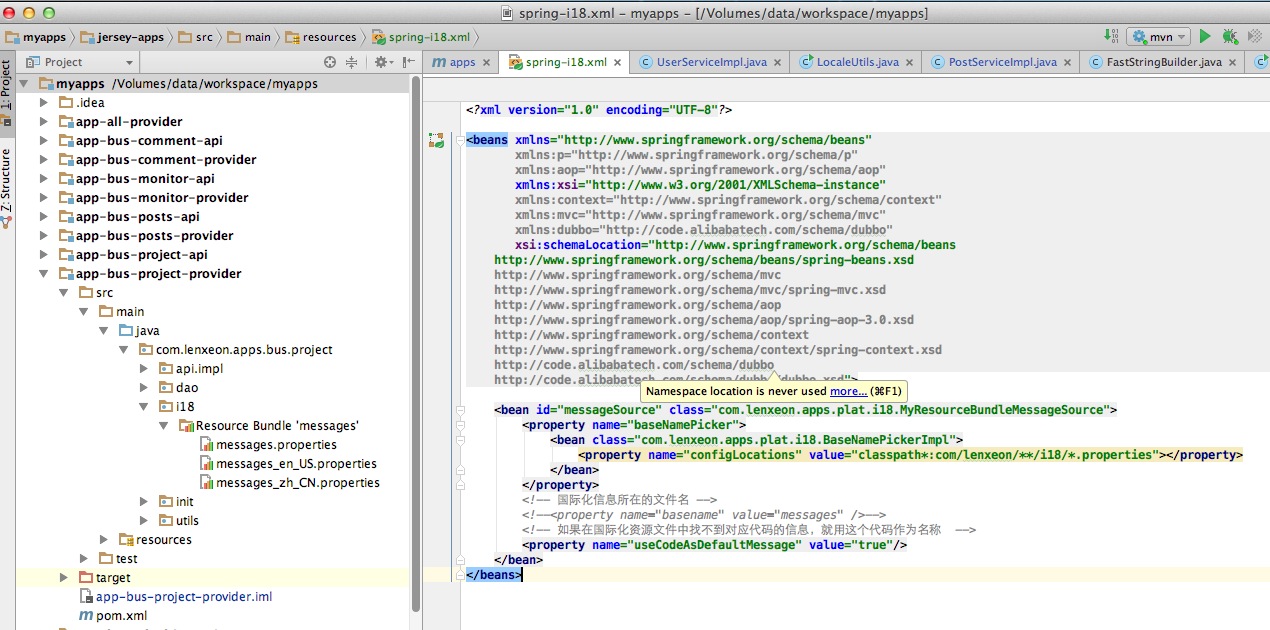 spring-i18.xml – myapps – [/Volumes/data/workspace/myapps]
myapps jersey-apps src main resources spring-i18.xml mvn
1: Project
Z: Structure
Project
apps spring-i18.xml UserServiceImpl.java LocaleUtils.java PostServiceImpl.java FastStringBuilder.java
myapps /Volumes/data/workspace/myapps
.idea
app-all-provider
app-bus-comment-api
app-bus-comment-provider
app-bus-monitor-api
app-bus-monitor-provider
app-bus-posts-api
app-bus-posts-provider
app-bus-project-api
app-bus-project-provider
src
main
java
com.lenxeon.apps.bus.project
api.impl
dao
i18
Resource Bundle 'messages'
messages.properties
messages_en_US.properties
messages_zh_CN.properties
init
utils
resources
test
target
app-bus-project-provider.iml
pom.xml
<?xml version="1.0" encoding="UTF-8"?>
<beans xmlns="http://www.springframework.org/schema/beans"
xmlns:p="http://www.springframework.org/schema/p"
xmlns:aop="http://www.springframework.org/schema/aop"
xmlns:xsi="http://www.w3.org/2001/XMLSchema-instance"
xmlns:context="http://www.springframework.org/schema/context"
xmlns:mvc="http://www.springframework.org/schema/mvc"
xmlns:dubbo="http://code.alibabatech.com/schema/dubbo"
xsi:schemaLocation="http://www.springframework.org/schema/beans
http://www.springframework.org/schema/beans/spring-beans.xsd
http://www.springframework.org/schema/mvc
http://www.springframework.org/schema/mvc/spring-mvc.xsd
http://www.springframework.org/schema/aop
http://www.springframework.org/schema/aop/spring-aop-3.0.xsd
http://www.springframework.org/schema/context
http://www.springframework.org/schema/context/spring-context.xsd
http://code.alibabatech.com/schema/dubbo
http://code.alibabatech.com/schema/dubbo/dubbo.xsd">
Namespace location is never used more... (⌘F1)
<bean id="messageSource" class="com.lenxeon.apps.plat.i18.MyResourceBundleMessageSource">
<property name="baseNamePicker">
<bean class="com.lenxeon.apps.plat.i18.BaseNamePickerImpl">
<property name="configLocations" value="classpath*:com/lenxeon/**/i18/*.properties"></property>
</bean>
</property>
<!-- 国际化信息所在的文件名 -->
<!--<property name="basename" value="messages" />-->
<!-- 如果在国际化资源文件中找不到对应代码的信息，就用这个代码作为名称 -->
<property name="useCodeAsDefaultMessage" value="true"/>
</bean>
</beans>